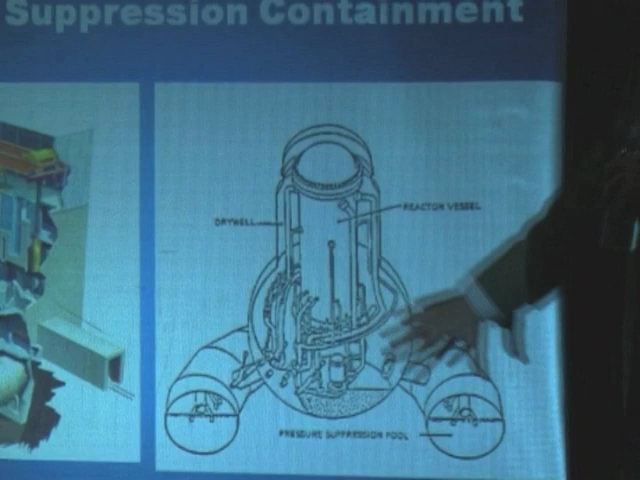 Suppression Containment
DRYWELL
REACTOR VESSEL
PRESSURE SUPPRESSION POOL